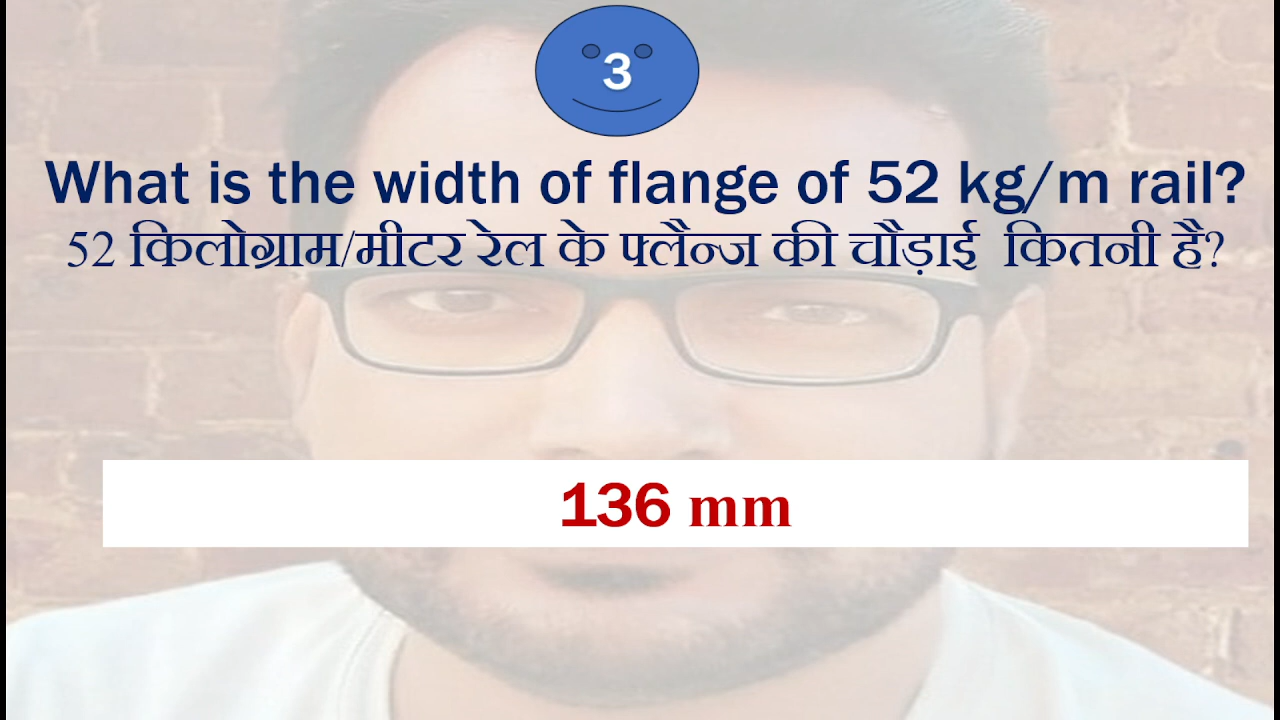 3
What is the width of flange of 52 kg/m rail?
52 किलोग्राम/मीटर रेल के फ्लैन्ज की चौड़ाई कितनी है?
136 mm